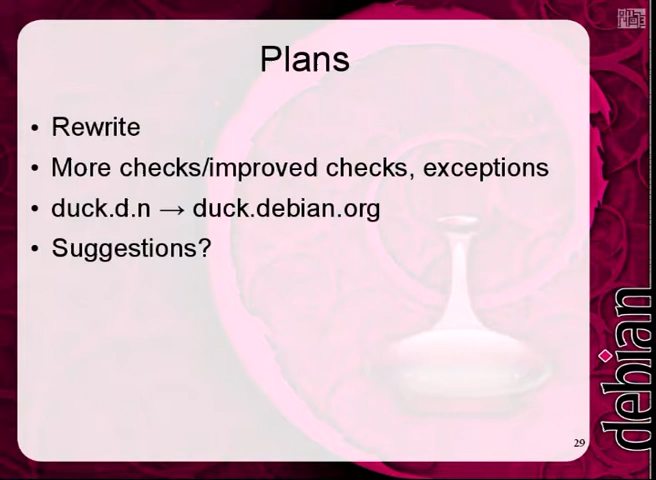 Plans
• Rewrite
• More checks/improved checks, exceptions
• duck.d.n → duck.debian.org
• Suggestions?
29
debian